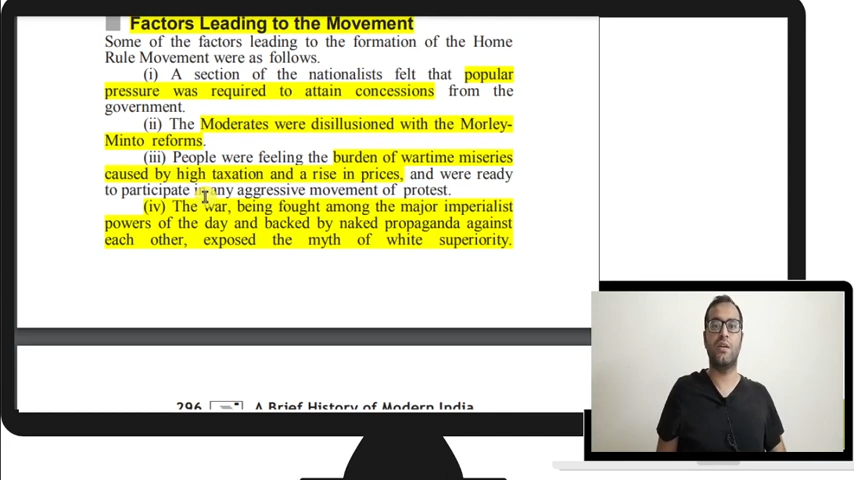 Factors Leading to the Movement
Some of the factors leading to the formation of the Home
Rule Movement were as follows.
(i) A section of the nationalists felt that popular
pressure was required to attain concessions from the
government.
(ii) The Moderates were disillusioned with the Morley-
Minto reforms.
(iii) People were feeling the burden of wartime miseries
caused by high taxation and a rise in prices, and were ready
to participate in any aggressive movement of protest.
(iv) The war, being fought among the major imperialist
powers of the day and backed by naked propaganda against
each other, exposed the myth of white superiority.
296 A Brief History of Modern India